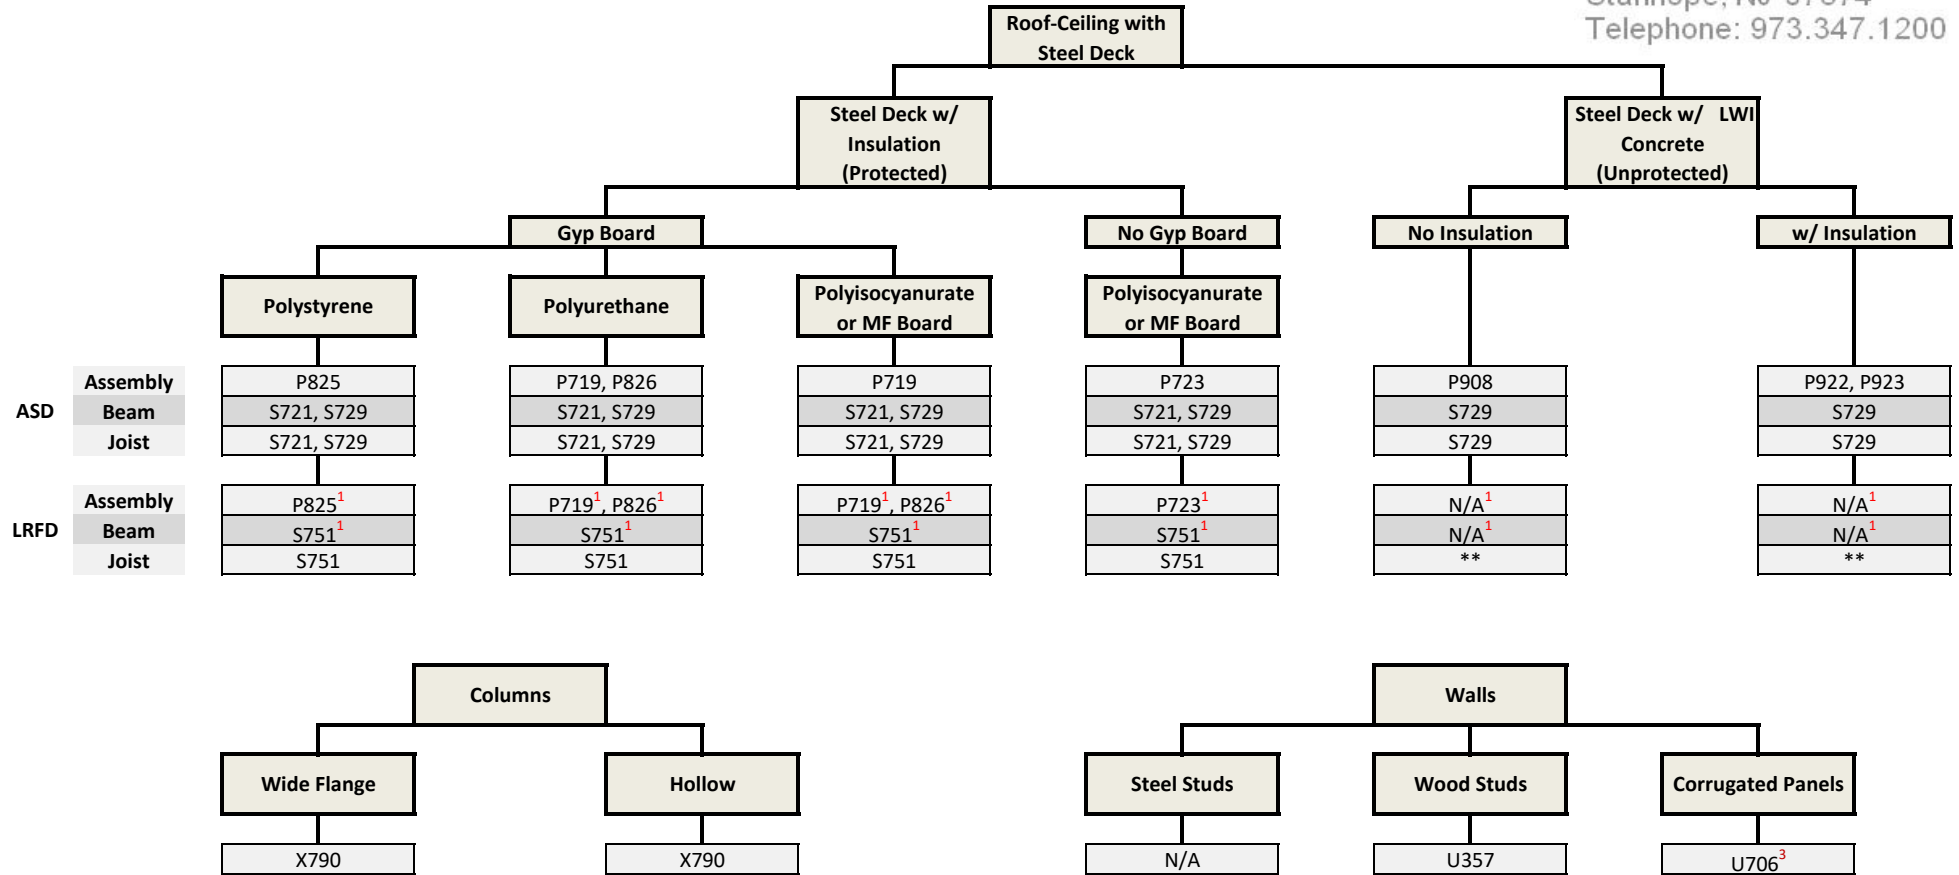 Telephone: 973.347.1200
Roof-Ceiling with
Steel Deck
Steel Deck w/
Insulation
(Protected)
Steel Deck w/ LWI
Concrete
(Unprotected)
Gyp Board
No Gyp Board
No Insulation
w/ Insulation
Polystyrene
Polyurethane
Polyisocyanurate
or MF Board
Polyisocyanurate
or MF Board
ASD
Assembly P825 P719, P826 P719 P723 P908 P922, P923
Beam S721, S729 S721, S729 S721, S729 S721, S729 S729 S729
Joist S721, S729 S721, S729 S721, S729 S721, S729 S729 S729
LRFD
Assembly P825¹ P719¹, P826¹ P719¹, P826¹ P723¹ N/A¹ N/A¹
Beam S751¹ S751¹ S751¹ S751¹ N/A¹ N/A¹
Joist S751 S751 S751 S751 ** **
Columns
Wide Flange
Hollow
X790
X790
Walls
Steel Studs
Wood Studs
Corrugated Panels
N/A
U357
U706³